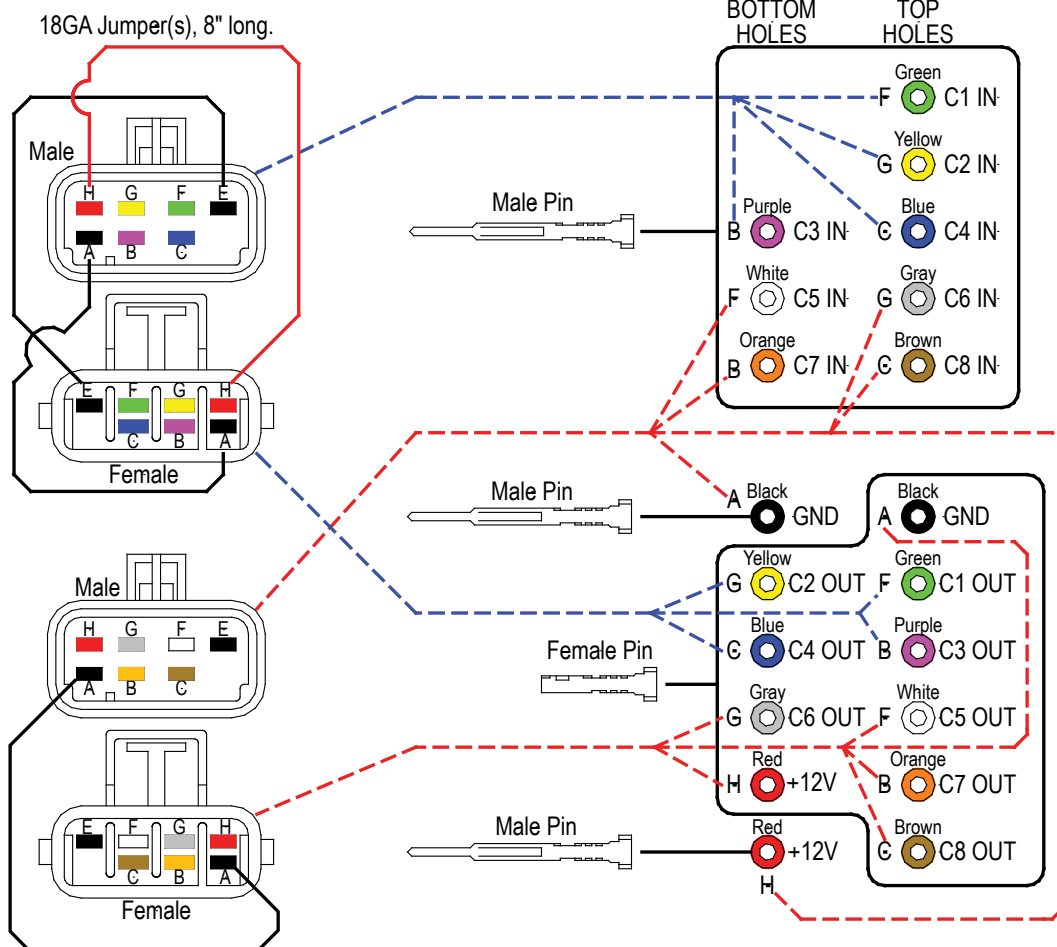 18GA Jumper(s), 8" long.
BOTTOM HOLES
TOP HOLES
Male
H G F E
A B C
E F G H
C B A
Female
Male Pin
Green
F C1 IN
Yellow
G C2 IN
Purple
B C3 IN
Blue
C C4 IN
White
F C5 IN
Gray
G C6 IN
Orange
B C7 IN
Brown
C C8 IN
Male Pin
Black
A GND
Black
A GND
Yellow
G C2 OUT
Green
F C1 OUT
Blue
C C4 OUT
Purple
B C3 OUT
Female Pin
Gray
G C6 OUT
White
F C5 OUT
Red
H +12V
Orange
B C7 OUT
Male Pin
Red
+12V
H
Brown
C C8 OUT
Male
H G F E
A B C
E F G H
C B A
Female